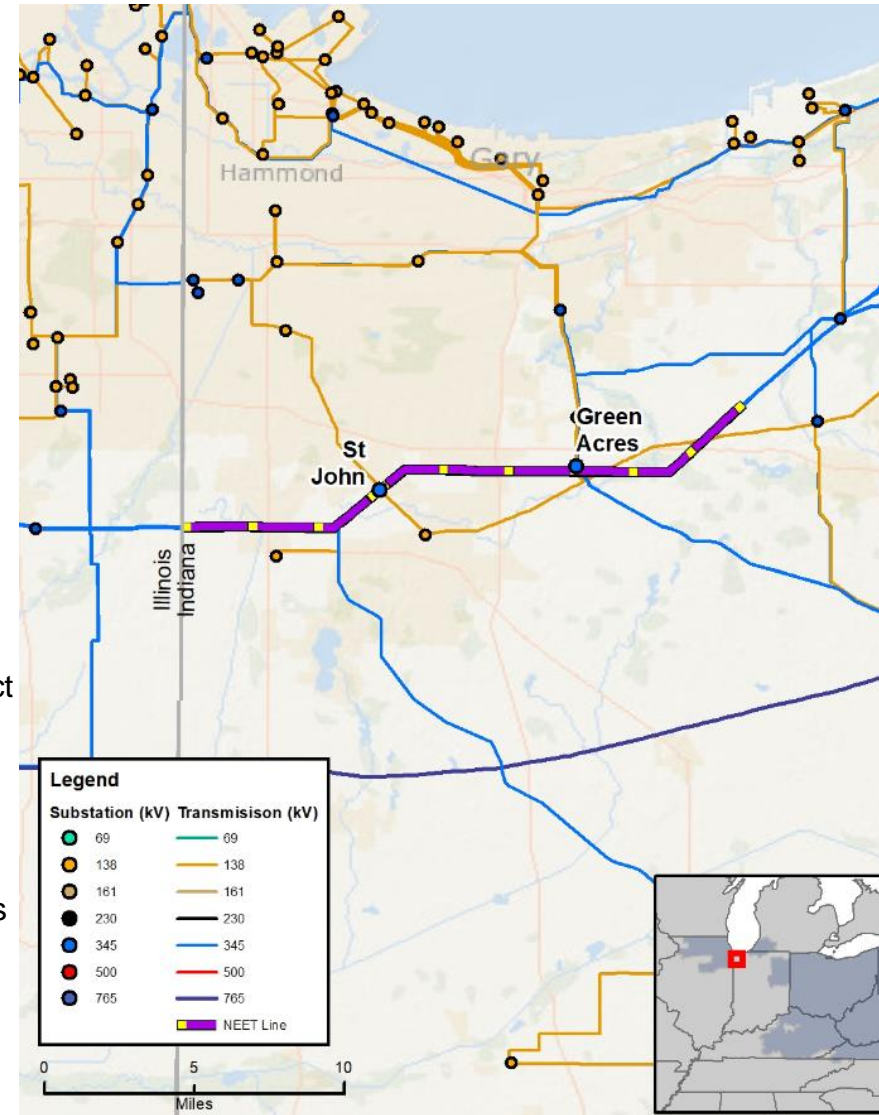 Hammond
Gary
Green
Acres
St
John
Illinois
Indiana
ct
s
Legend
Substation (kV) Transmisison (kV)
69 69
138 138
161 161
230 230
345 345
500 500
765 765
NEET Line
0 5 10
Miles